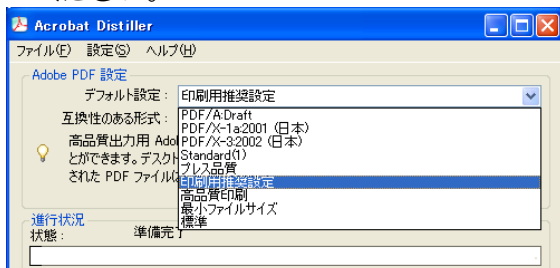 Acrobat Distiller
ファイル(F) 設定(S) ヘルプ(H)
Adobe PDF 設定
デフォルト設定： 印刷用推奨設定
互換性のある形式：
PDF/A:Draft
PDF/X-1a:2001 (日本)
PDF/X-3:2002 (日本)
Standard(1)
プレス品質
印刷用推奨設定
高品質印刷
最小ファイルサイズ
標準
高品質出力用 Adol
とができます。デスクト
された PDF ファイル
進行状況
状態： 準備完了